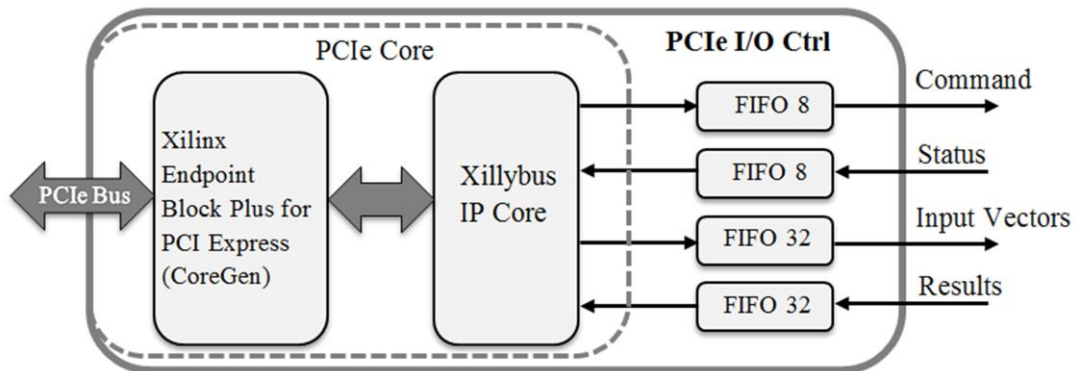 PCIe Core
PCIe I/O Ctrl
PCIe Bus
Xilinx
Endpoint
Block Plus for
PCI Express
(CoreGen)
Xillybus
IP Core
FIFO 8
Command
FIFO 8
Status
FIFO 32
Input Vectors
FIFO 32
Results